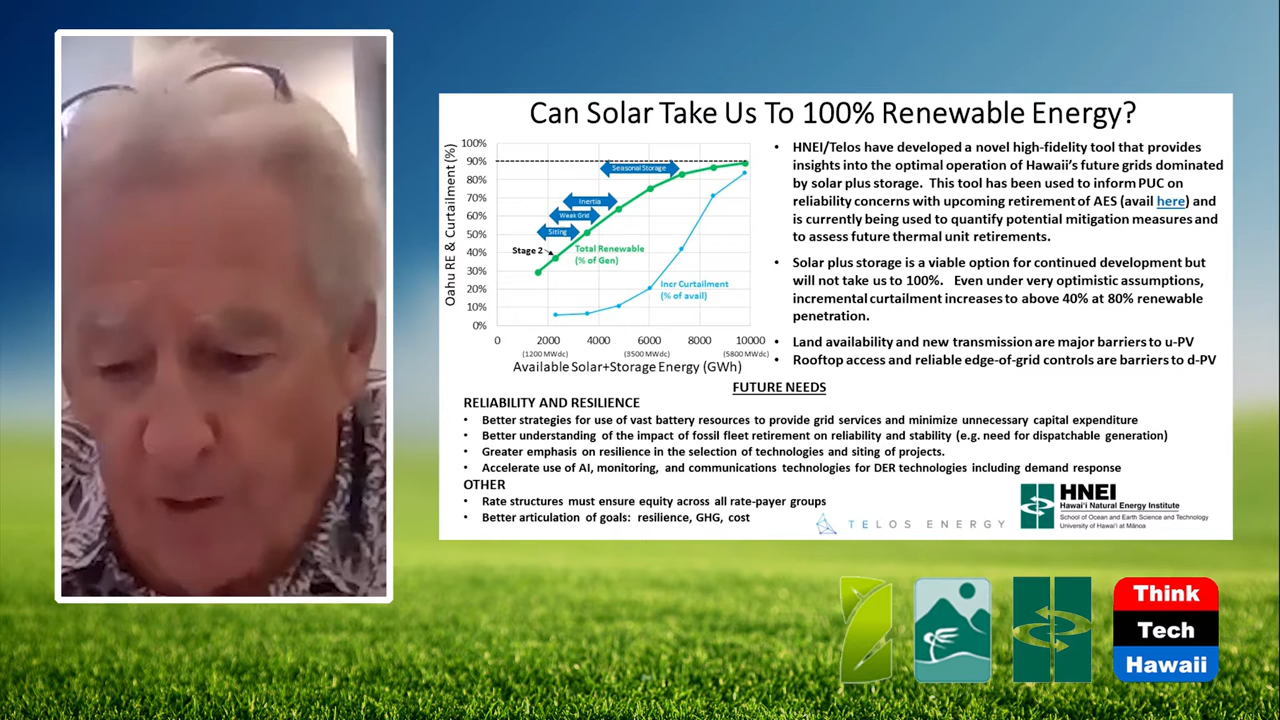 Can Solar Take Us To 100% Renewable Energy?
Oahu RE & Curtailment (%)
100%
90%
80%
70%
60%
50%
40%
30%
20%
10%
0%
Seasonal Storage
Inertia
Week Grid
Siting
Stage 2
Total Renewable
(% of Gen)
Incr Curtailment
(% of avail)
0 2000 4000 6000 8000 10000
(1200 MWdc) (3500 MWdc) (5800 MWdc)
Available Solar+Storage Energy (GWh)
• HNEI/Telos have developed a novel high-fidelity tool that provides
insights into the optimal operation of Hawaii's future grids dominated
by solar plus storage. This tool has been used to inform PUC on
reliability concerns with upcoming retirement of AES (avail here) and
is currently being used to quantify potential mitigation measures and
to assess future thermal unit retirements.
• Solar plus storage is a viable option for continued development but
will not take us to 100%. Even under very optimistic assumptions,
incremental curtailment increases to above 40% at 80% renewable
penetration.
• Land availability and new transmission are major barriers to u-PV
• Rooftop access and reliable edge-of-grid controls are barriers to d-PV
FUTURE NEEDS
RELIABILITY AND RESILIENCE
• Better strategies for use of vast battery resources to provide grid services and minimize unnecessary capital expenditure
• Better understanding of the impact of fossil fleet retirement on reliability and stability (e.g. need for dispatchable generation)
• Greater emphasis on resilience in the selection of technologies and siting of projects.
• Accelerate use of AI, monitoring, and communications technologies for DER technologies including demand response
OTHER
• Rate structures must ensure equity across all rate-payer groups
• Better articulation of goals: resilience, GHG, cost
TELOS ENERGY
HNEI
Hawai'i Natural Energy Institute
School of Ocean and Earth Science and Technology
University of Hawai'i at Mānoa
Think
Tech
Hawaii